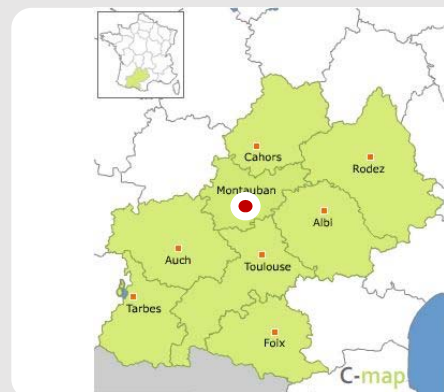 Cahors
Rodez
Montauban
Albi
Auch
Toulouse
Tarbes
Foix
C-map